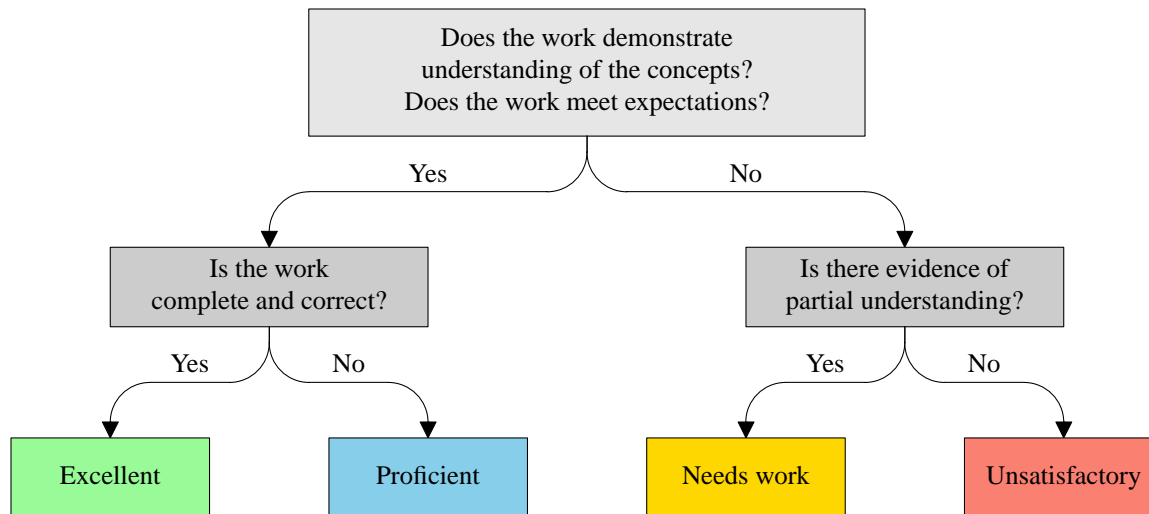 Does the work demonstrate
understanding of the concepts?
Does the work meet expectations?
Yes
No
Is the work
complete and correct?
Is there evidence of
partial understanding?
Yes
No
Yes
No
Excellent
Proficient
Needs work
Unsatisfactory